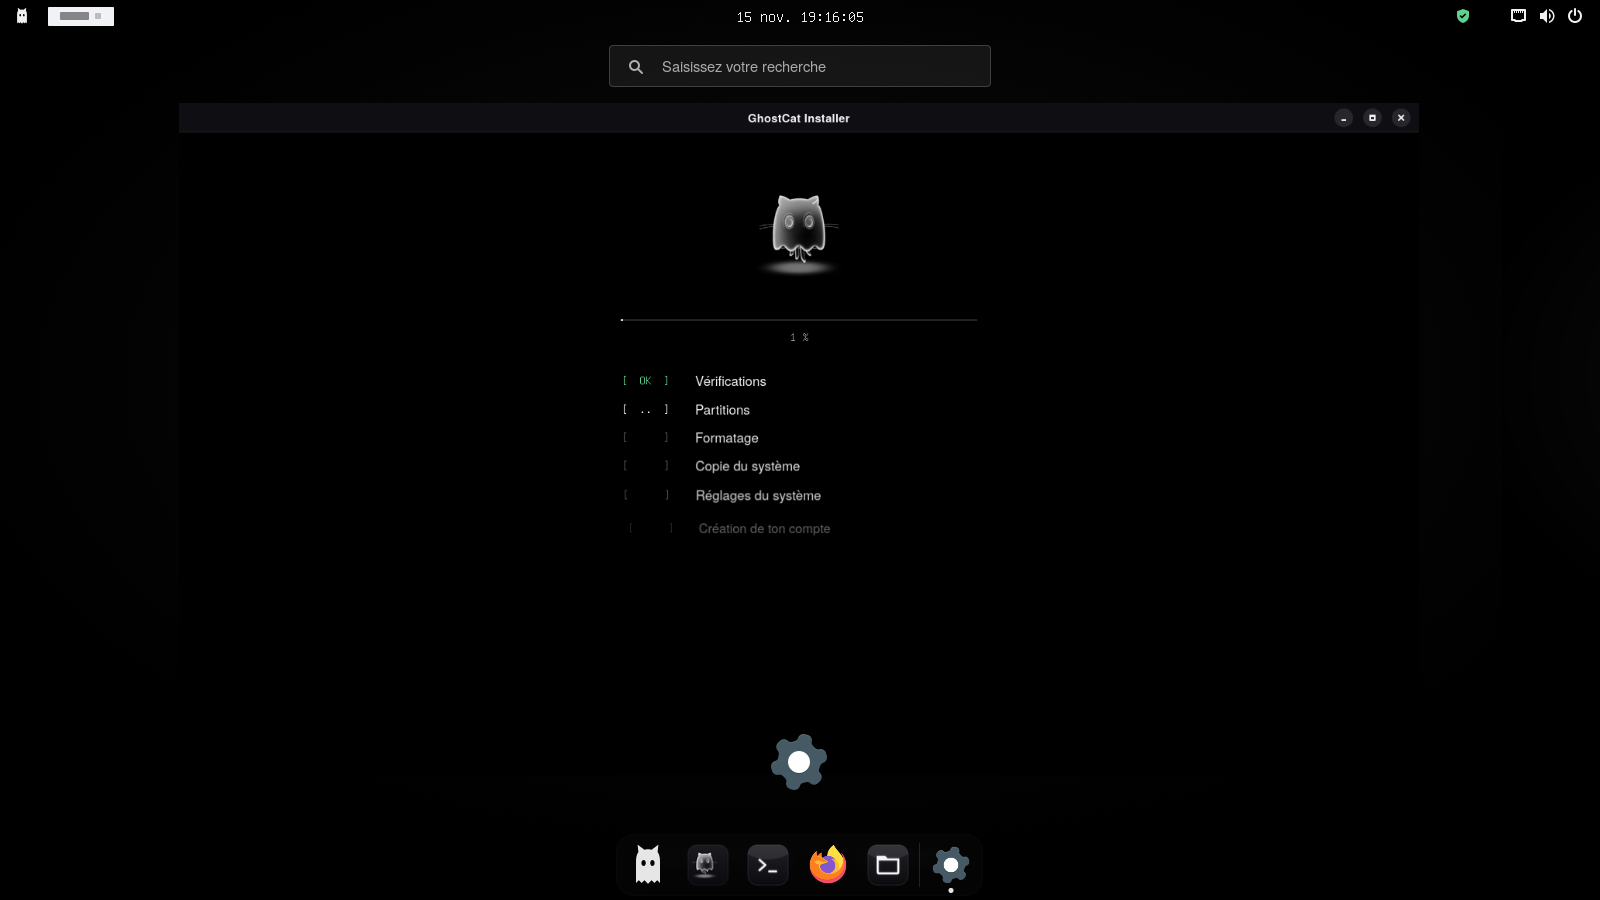 15 nov. 19:16:05
Saisissez votre recherche
GhostCat Installer
1 %
[ OK ] Vérifications
[ .. ] Partitions
[ ] Formatage
[ ] Copie du système
[ ] Réglages du système
[ ] Création de ton compte